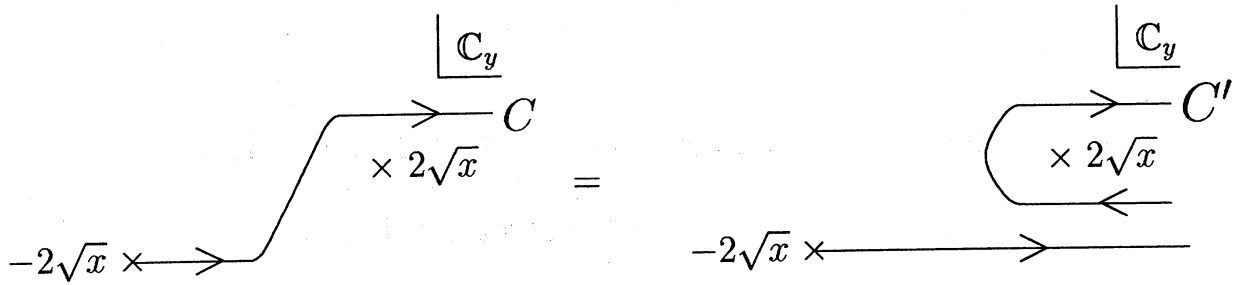 ℂ_y
C
× 2√x
=
-2√x ×
ℂ_y
C′
× 2√x
-2√x ×